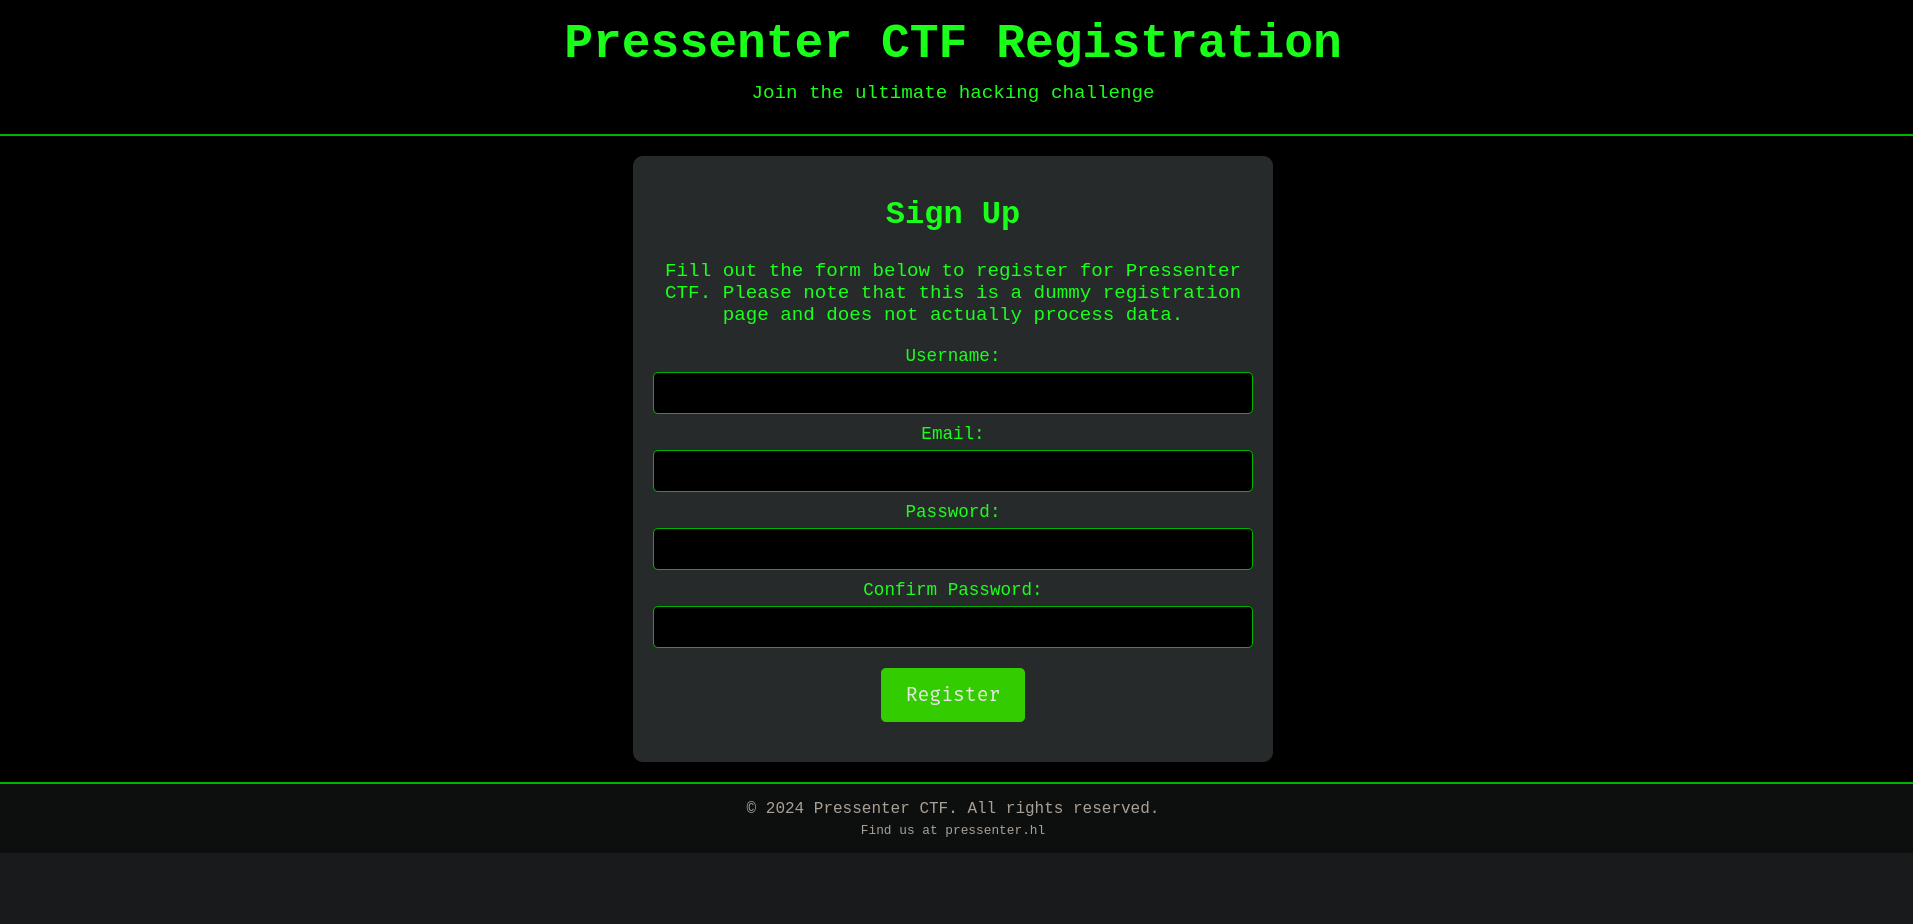 Pressenter CTF Registration
Join the ultimate hacking challenge
Sign Up
Fill out the form below to register for Pressenter
CTF. Please note that this is a dummy registration
page and does not actually process data.
Username:
Email:
Password:
Confirm Password:
Register
© 2024 Pressenter CTF. All rights reserved.
Find us at pressenter.hl